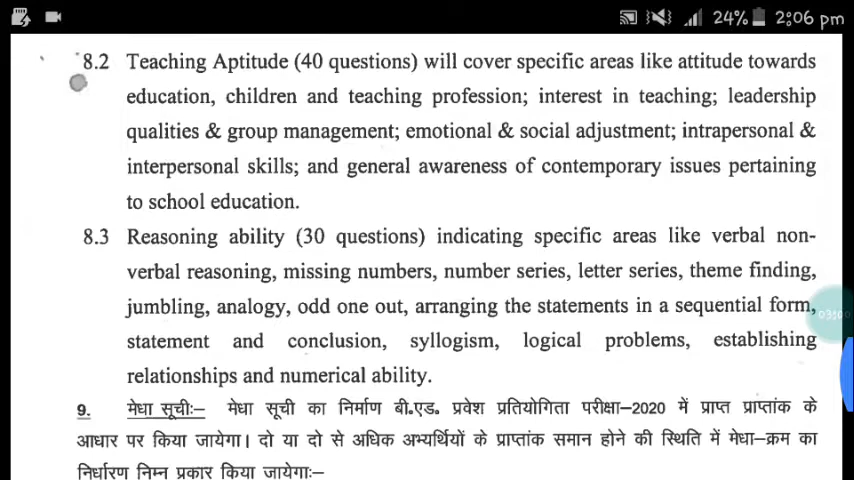 24% 2:06 pm
8.2 Teaching Aptitude (40 questions) will cover specific areas like attitude towards
education, children and teaching profession; interest in teaching; leadership
qualities & group management; emotional & social adjustment; intrapersonal &
interpersonal skills; and general awareness of contemporary issues pertaining
to school education.
8.3 Reasoning ability (30 questions) indicating specific areas like verbal non-
verbal reasoning, missing numbers, number series, letter series, theme finding,
jumbling, analogy, odd one out, arranging the statements in a sequential form,
03:00
statement and conclusion, syllogism, logical problems, establishing
relationships and numerical ability.
9. मेधा सूचीः– मेधा सूची का निर्माण बी०एड० प्रवेश प्रतियोगिता परीक्षा–2020 में प्राप्त प्राप्तांक के
आधार पर किया जायेगा। दो या दो से अधिक अभ्यर्थियों के प्राप्तांक समान होने की स्थिति में मेधा–क्रम का
निर्धारण निम्न प्रकार किया जायेगाः–